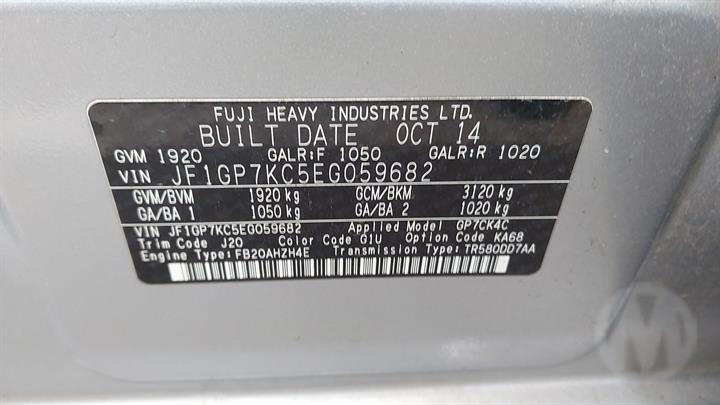 FUJI HEAVY INDUSTRIES LTD.
BUILT DATE OCT 14
GVM 1920 GALR:F 1050 GALR:R 1020
VIN JF1GP7KC5EG059682
GVM/BVM 1920 kg GCM/BKM 3120 kg
GA/BA 1 1050 kg GA/BA 2 1020 kg
VIN JF1GP7KC5EG059682 Applied Model GP7CK4C
Trim Code J20 Color Code G1U Option Code KA68
Engine Type:FB20AHZH4E Transmission Type:TR580DD7AA
M